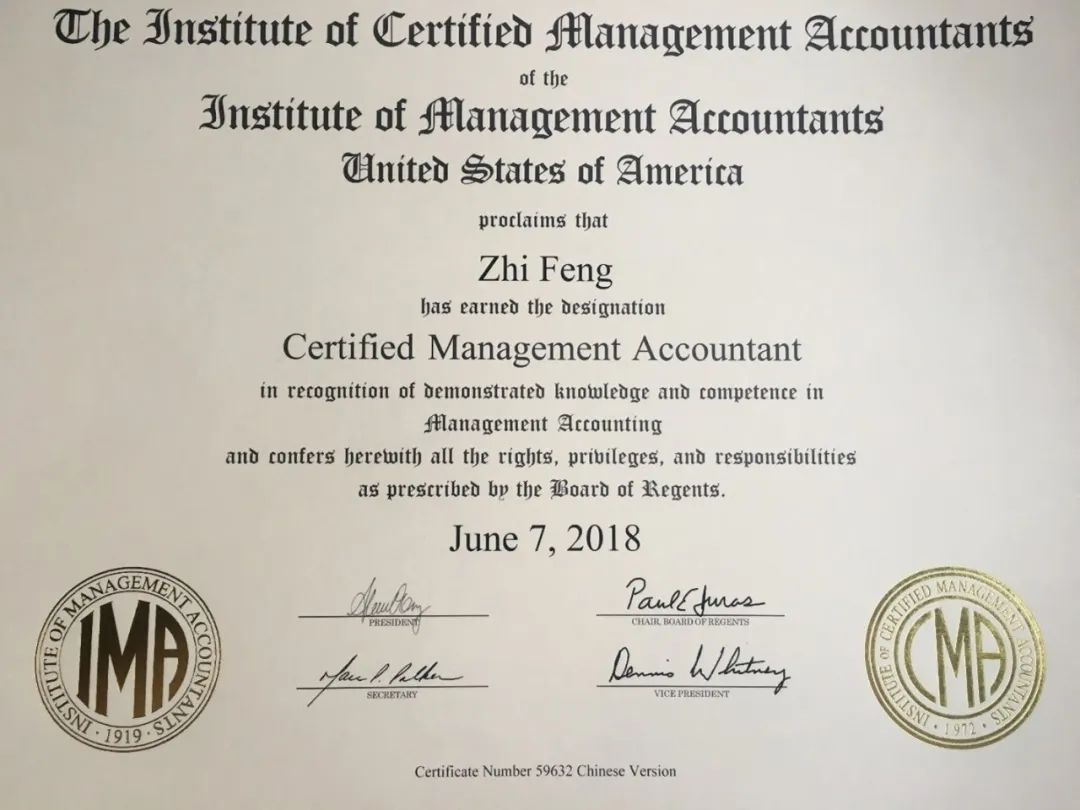 The Institute of Certified Management Accountants
of the
Institute of Management Accountants
United States of America
proclaims that
Zhi Feng
has earned the designation
Certified Management Accountant
in recognition of demonstrated knowledge and competence in
Management Accounting
and confers herewith all the rights, privileges, and responsibilities
as prescribed by the Board of Regents.
June 7, 2018
INSTITUTE OF MANAGEMENT ACCOUNTANTS
IMA
· 1919 ·
PRESIDENT
Paul E Juras
CHAIR, BOARD OF REGENTS
SECRETARY
Dennis Whitney
VICE PRESIDENT
INSTITUTE OF CERTIFIED MANAGEMENT ACCOUNTANTS
CMA
· 1972 ·
Certificate Number 59632 Chinese Version